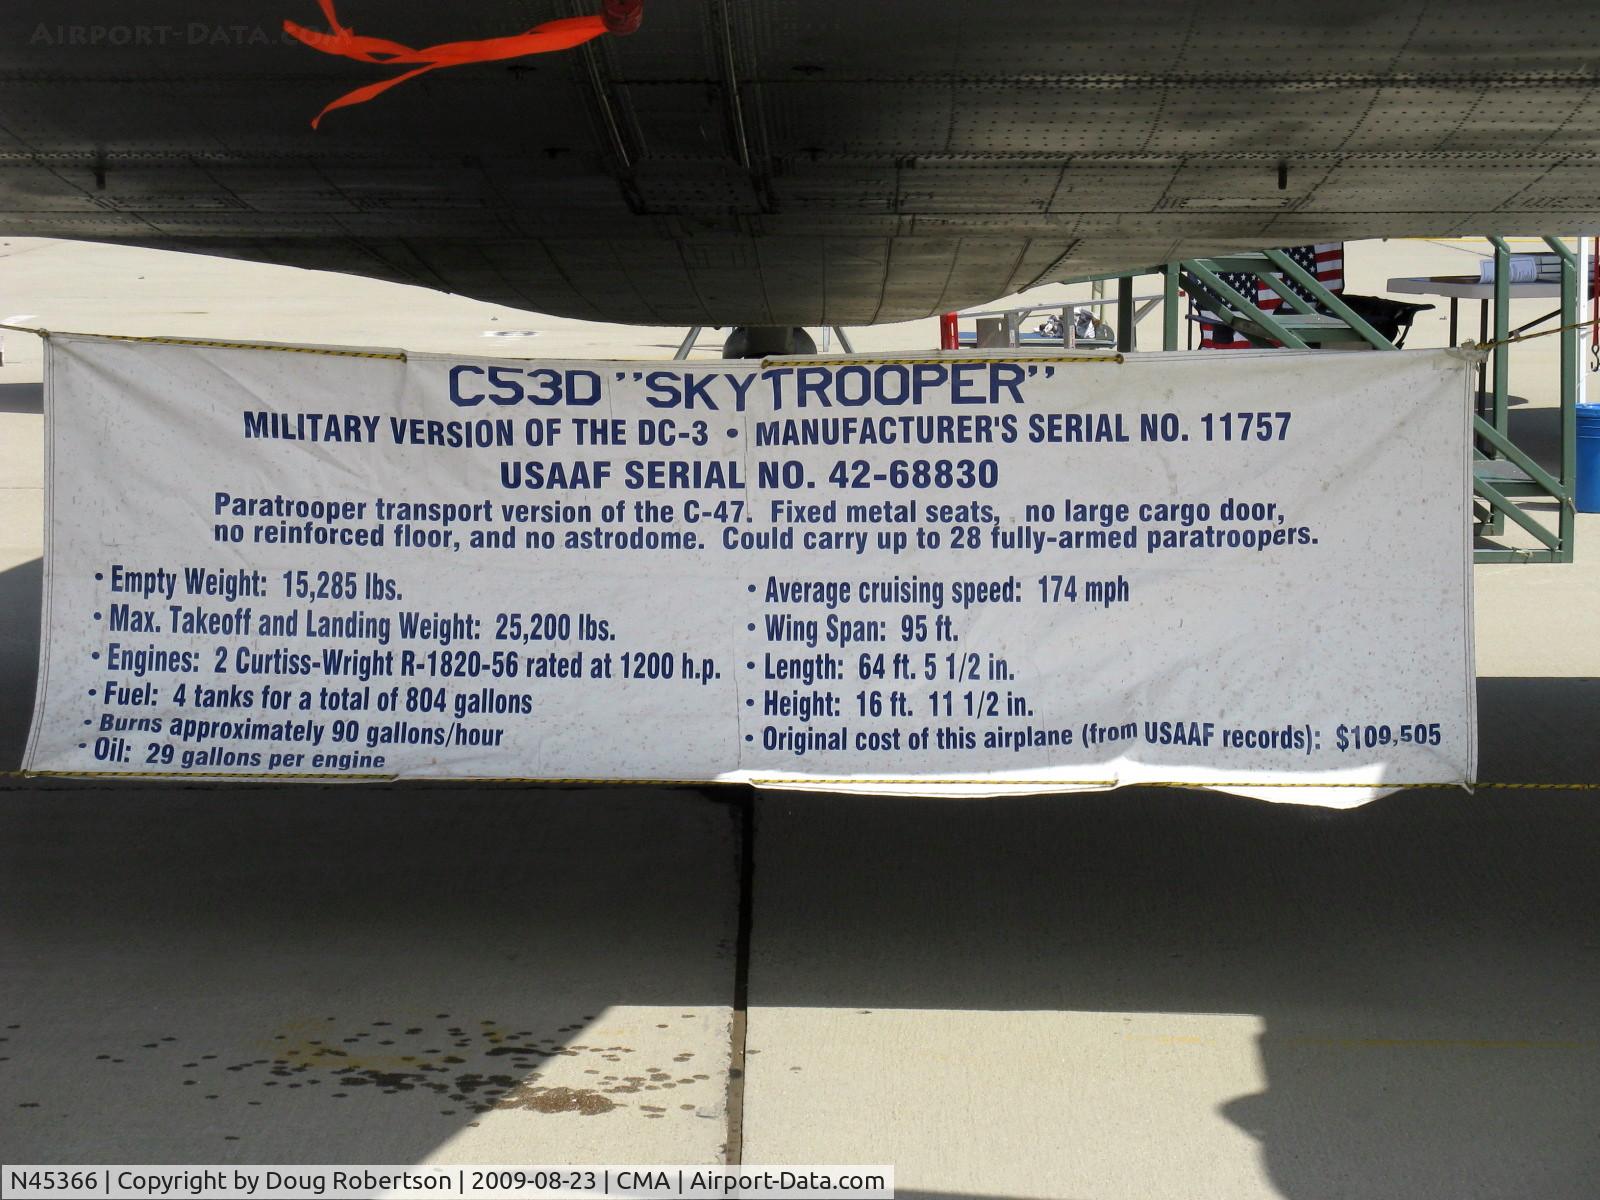 Airport-Data.com
C53D "SKYTROOPER"
MILITARY VERSION OF THE DC-3 • MANUFACTURER'S SERIAL NO. 11757
USAAF SERIAL NO. 42-68830
Paratrooper transport version of the C-47. Fixed metal seats, no large cargo door,
no reinforced floor, and no astrodome. Could carry up to 28 fully-armed paratroopers.
• Empty Weight: 15,285 lbs.
• Max. Takeoff and Landing Weight: 25,200 lbs.
• Engines: 2 Curtiss-Wright R-1820-56 rated at 1200 h.p.
• Fuel: 4 tanks for a total of 804 gallons
• Burns approximately 90 gallons/hour
• Oil: 29 gallons per engine
• Average cruising speed: 174 mph
• Wing Span: 95 ft.
• Length: 64 ft. 5 1/2 in.
• Height: 16 ft. 11 1/2 in.
• Original cost of this airplane (from USAAF records): $109,505
N45366 | Copyright by Doug Robertson | 2009-08-23 | CMA | Airport-Data.com